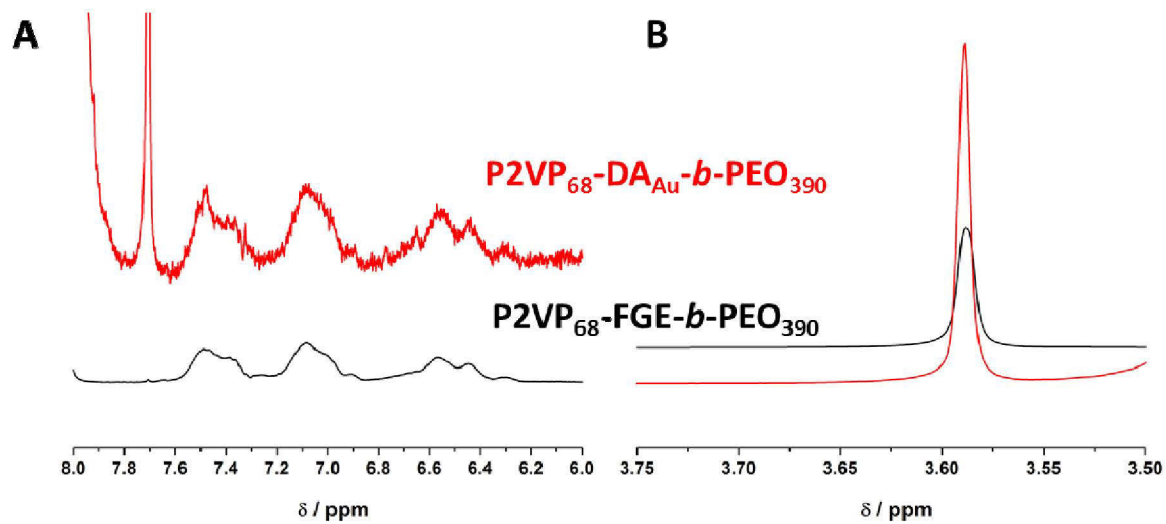 A
B
P2VP68-DAAu-b-PEO390
P2VP68-FGE-b-PEO390
8.0 7.8 7.6 7.4 7.2 7.0 6.8 6.6 6.4 6.2 6.0
3.75 3.70 3.65 3.60 3.55 3.50
δ / ppm
δ / ppm